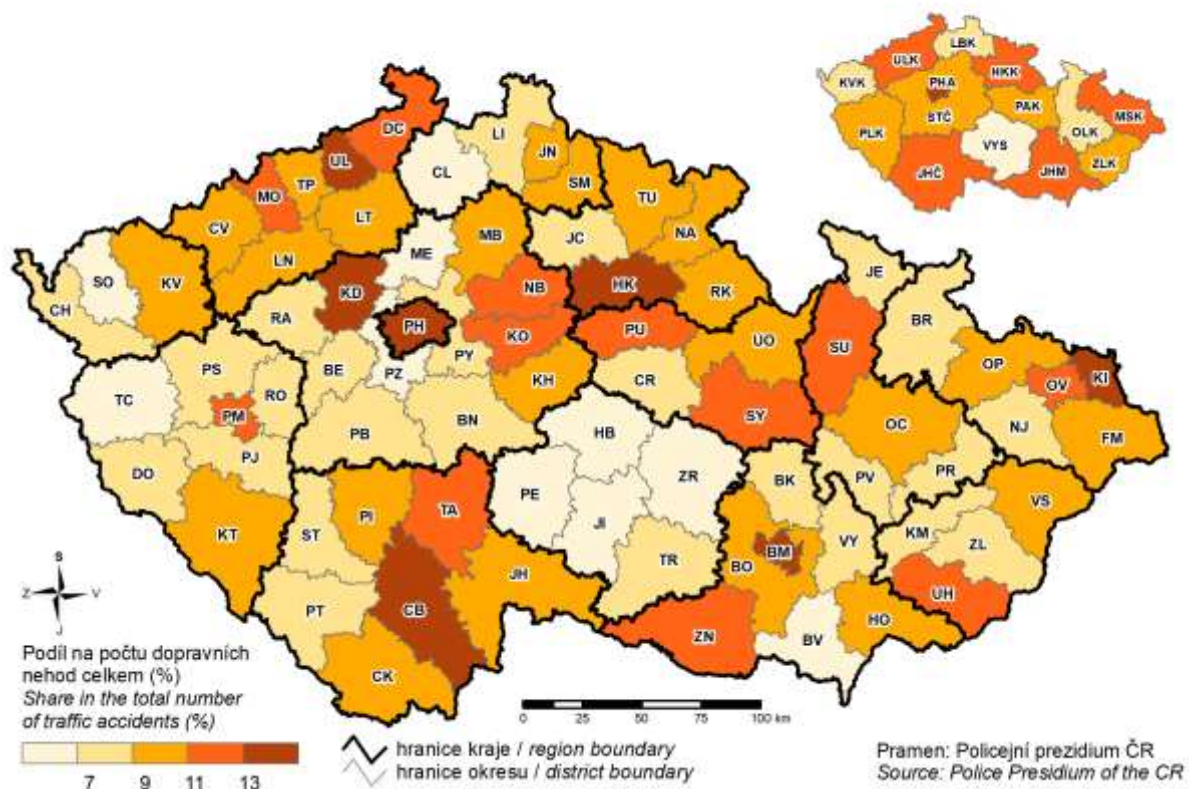 LBK
ULK
HKK
KVK
PHA
STČ
PAK
MSK
PLK
OLK
VYS
ZLK
JHČ
JHM
DC
LI
UL
JN
CL
TP
SM
MO
LT
TU
CV
MB
NA
ME
JC
LN
SO
KV
JE
KD
NB
HK
RK
CH
RA
BR
PH
KO
PU
UO
SU
OP
OV
KI
PS
BE
PZ
PY
KH
CR
TC
RO
PM
SY
OC
NJ
FM
PB
BN
HB
DO
PJ
PV
PR
ZR
BK
VS
PE
TA
PI
KT
ST
JI
KM
ZL
VY
BM
BO
TR
JH
CB
UH
PT
ZN
BV
HO
CK
S
Z V
J
Podíl na počtu dopravních
nehod celkem (%)
Share in the total number
of traffic accidents (%)
7 9 11 13
0 25 50 75 100 km
hranice kraje / region boundary
hranice okresu / district boundary
Pramen: Policejní prezidium ČR
Source: Police Presidium of the CR